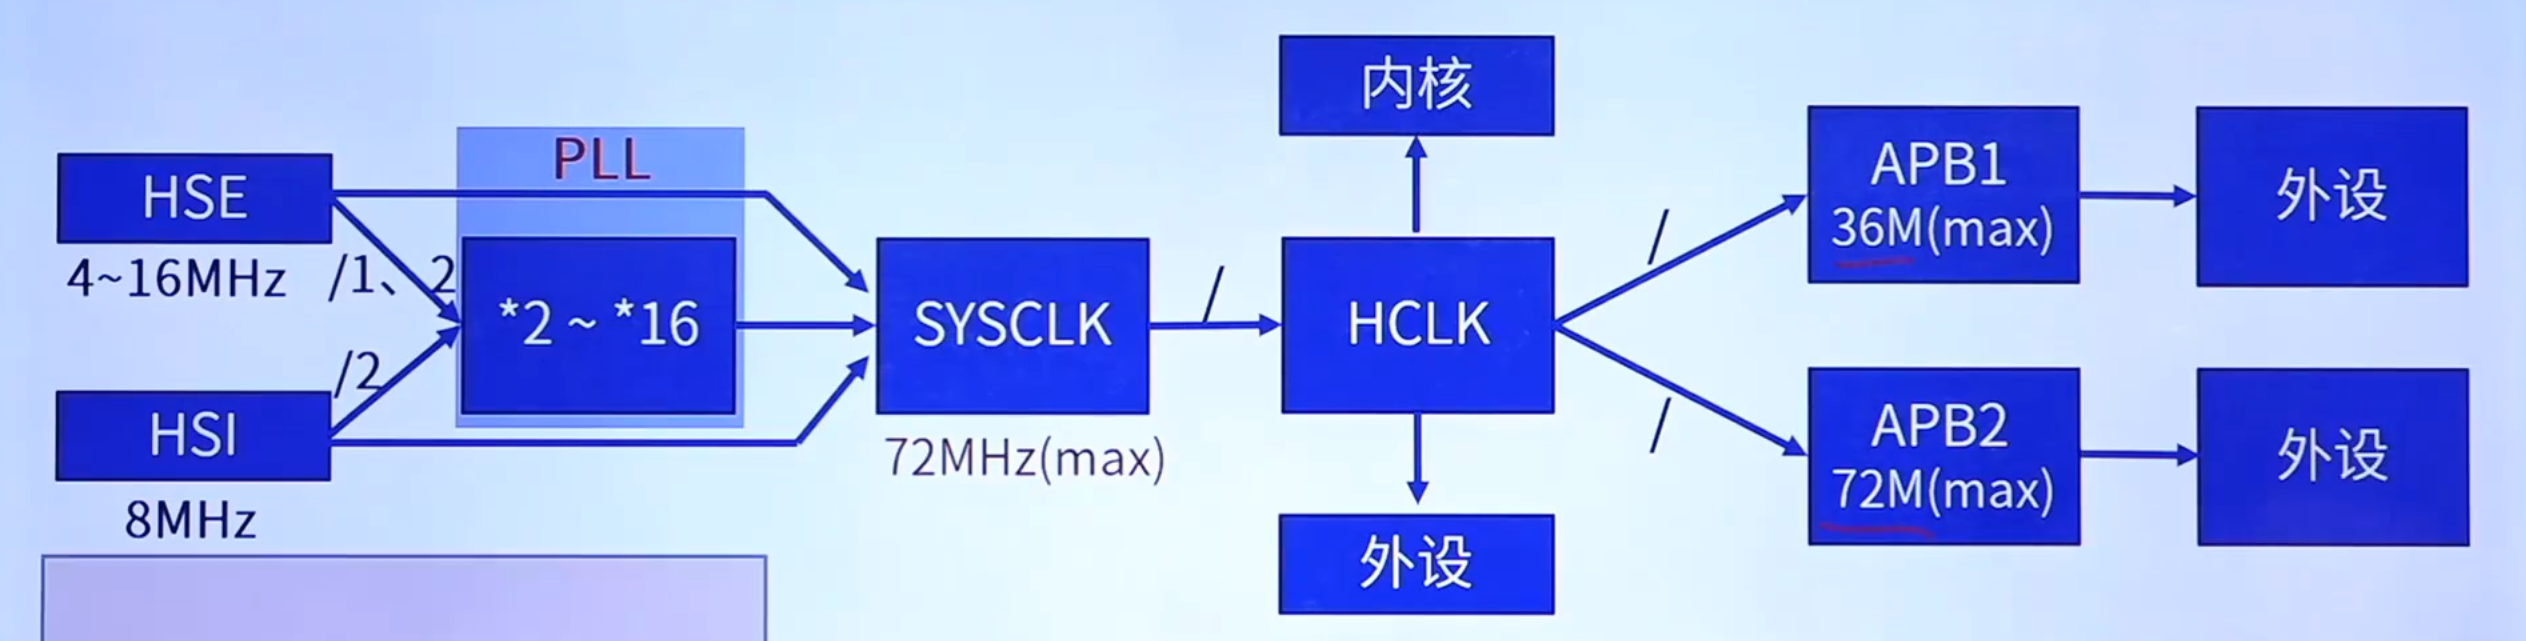 HSE
4~16MHz
/1、2
/2
HSI
8MHz
PLL
*2 ~ *16
SYSCLK
72MHz(max)
/
内核
HCLK
外设
/
/
APB1
36M(max)
外设
APB2
72M(max)
外设